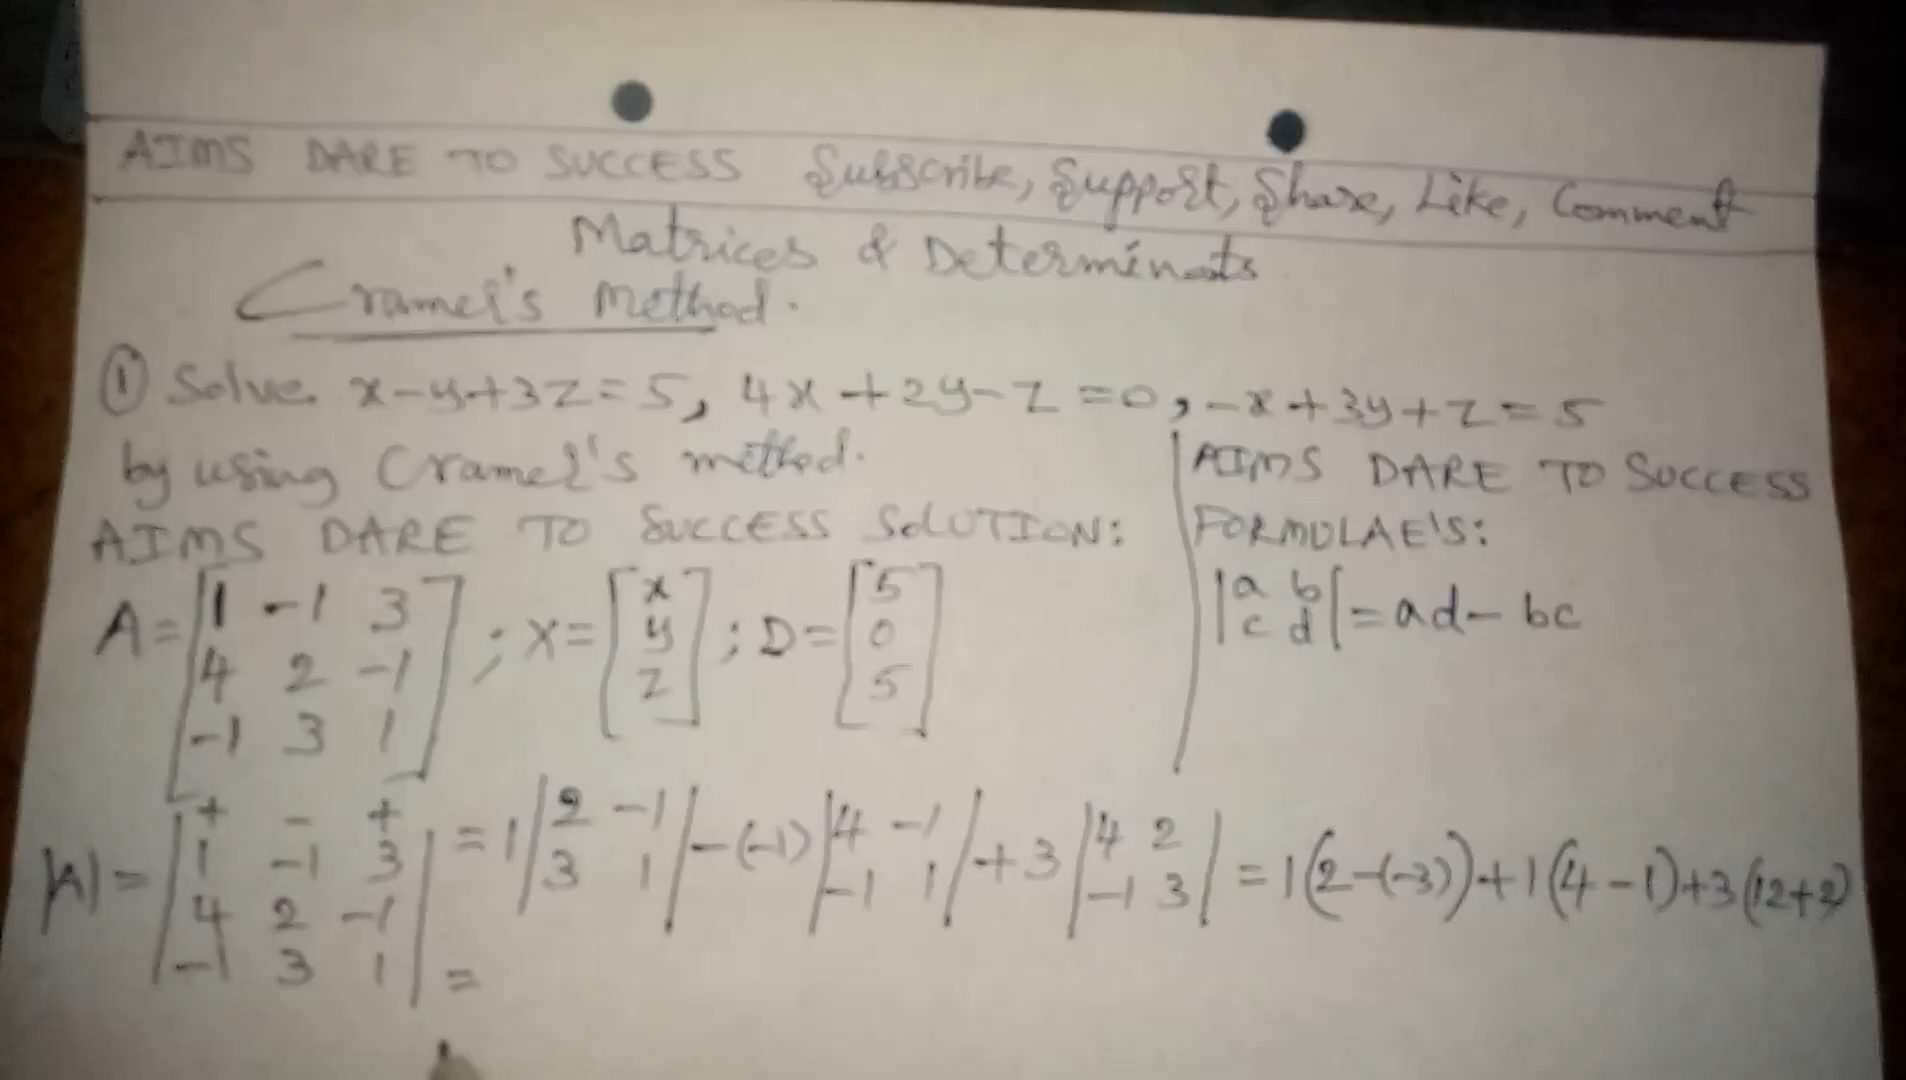 AIMS DARE TO SUCCESS Subscribe, Support, Share, Like, Comment
Matrices & Determinats
Cramer's Method.
① Solve x-y+3z=5, 4x+2y-z=0, -x+3y+z=5
by using Cramer's method.
AIMS DARE TO SUCCESS SOLUTION:
A=[1 -1 3
4 2 -1
-1 3 1] ; X=[x
y
z] ; D=[5
0
5]
AIMS DARE TO SUCCESS
FORMULAE'S:
|a b
c d| = ad - bc
+ - +
|A| = |1 -1 3
4 2 -1
-1 3 1| = 1|2 -1
3 1| -(-1)|4 -1
-1 1| +3|4 2
-1 3| = 1(2-(-3))+1(4-1)+3(12+2)
=